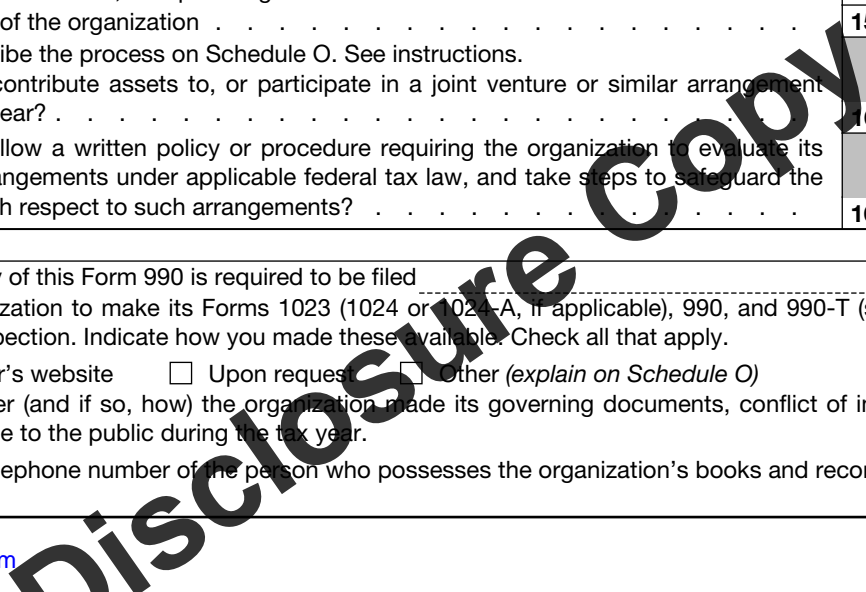 of the organization . . . . . . . . . . . . . . . . . . . . 15
ibe the process on Schedule O. See instructions.
contribute assets to, or participate in a joint venture or similar arrangement
ear? . . . . . . . . . . . . . . . . . . . . . . . . . . . .
llow a written policy or procedure requiring the organization to evaluate its
angements under applicable federal tax law, and take steps to safeguard the
h respect to such arrangements? . . . . . . . . . . . . . .
y of this Form 990 is required to be filed
zation to make its Forms 1023 (1024 or 1024-A, if applicable), 990, and 990-T (s
pection. Indicate how you made these available. Check all that apply.
r's website Upon request Other (explain on Schedule O)
er (and if so, how) the organization made its governing documents, conflict of in
e to the public during the tax year.
ephone number of the person who possesses the organization's books and recor
m
Disclosure Copy